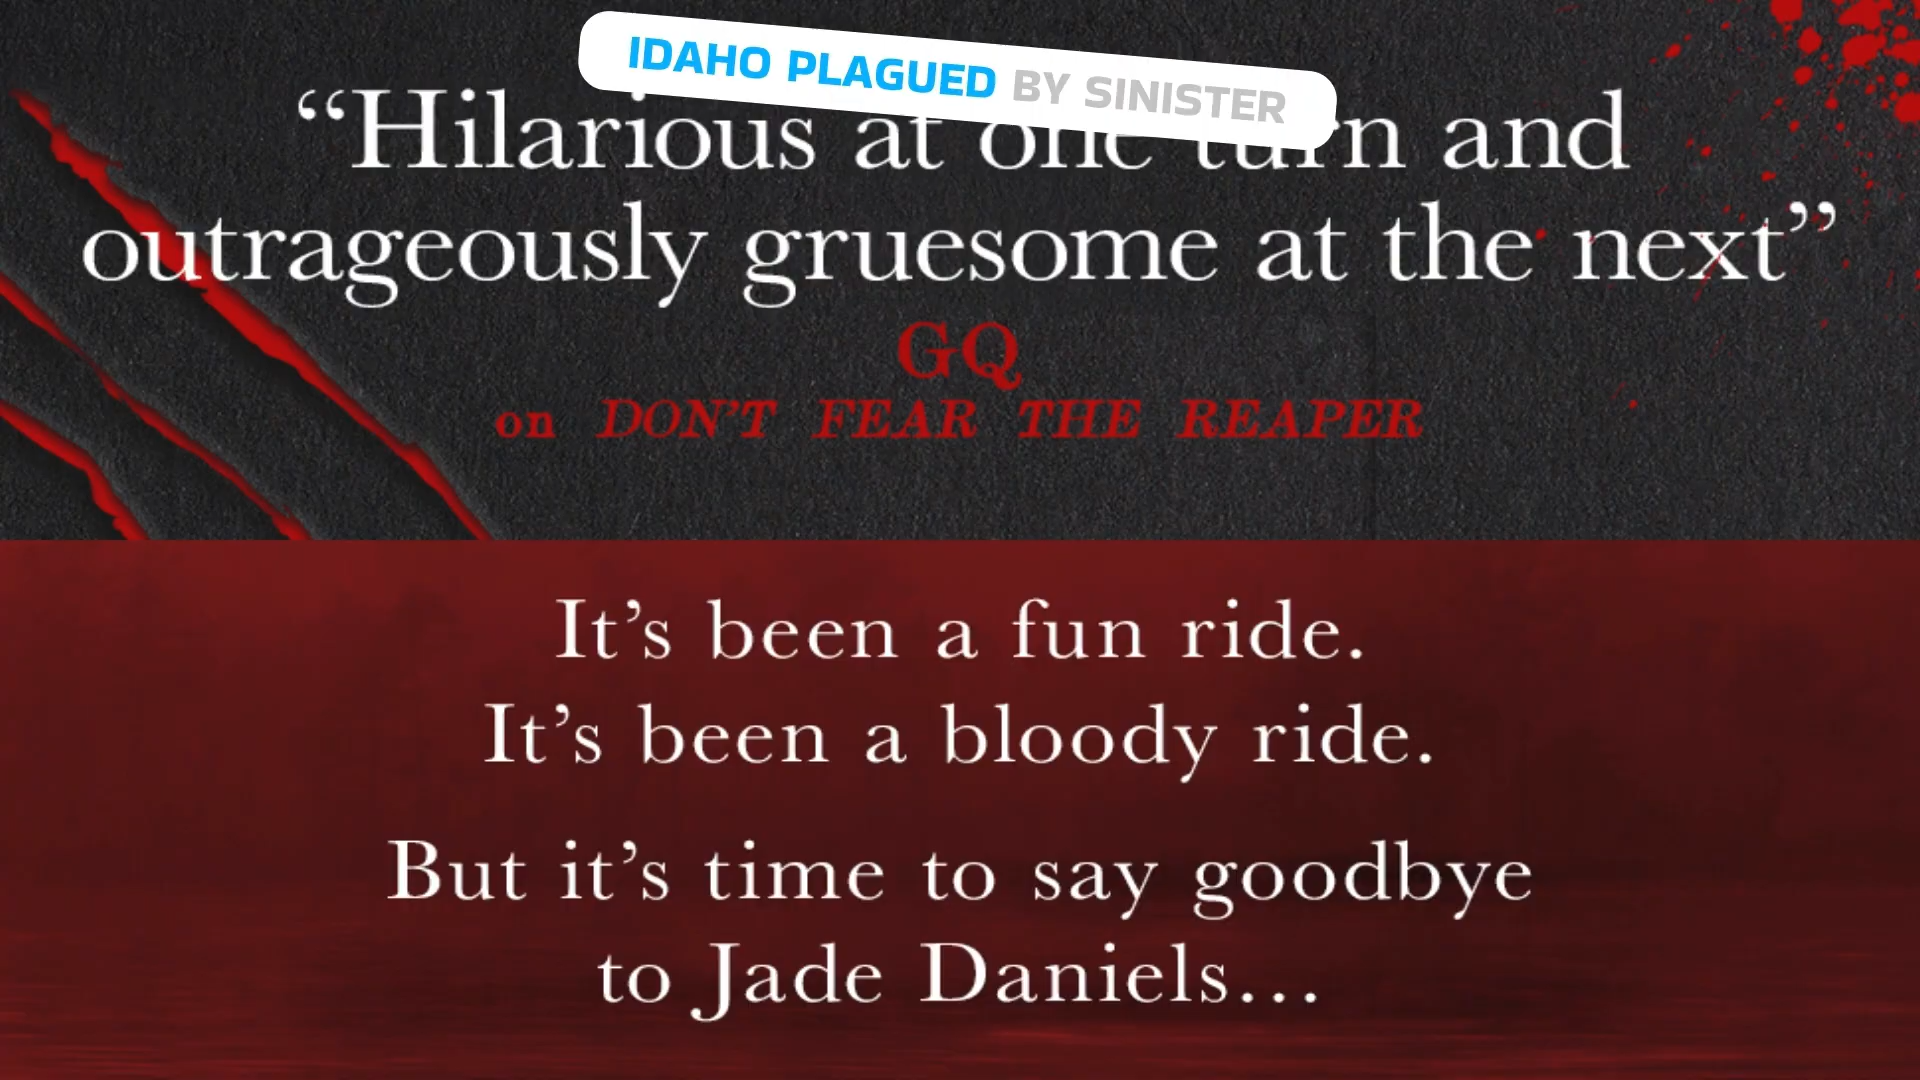 IDAHO PLAGUED BY SINISTER
“Hilarious at one turn and
outrageously gruesome at the next”
GQ
on DON’T FEAR THE REAPER
It’s been a fun ride.
It’s been a bloody ride.
But it’s time to say goodbye
to Jade Daniels...